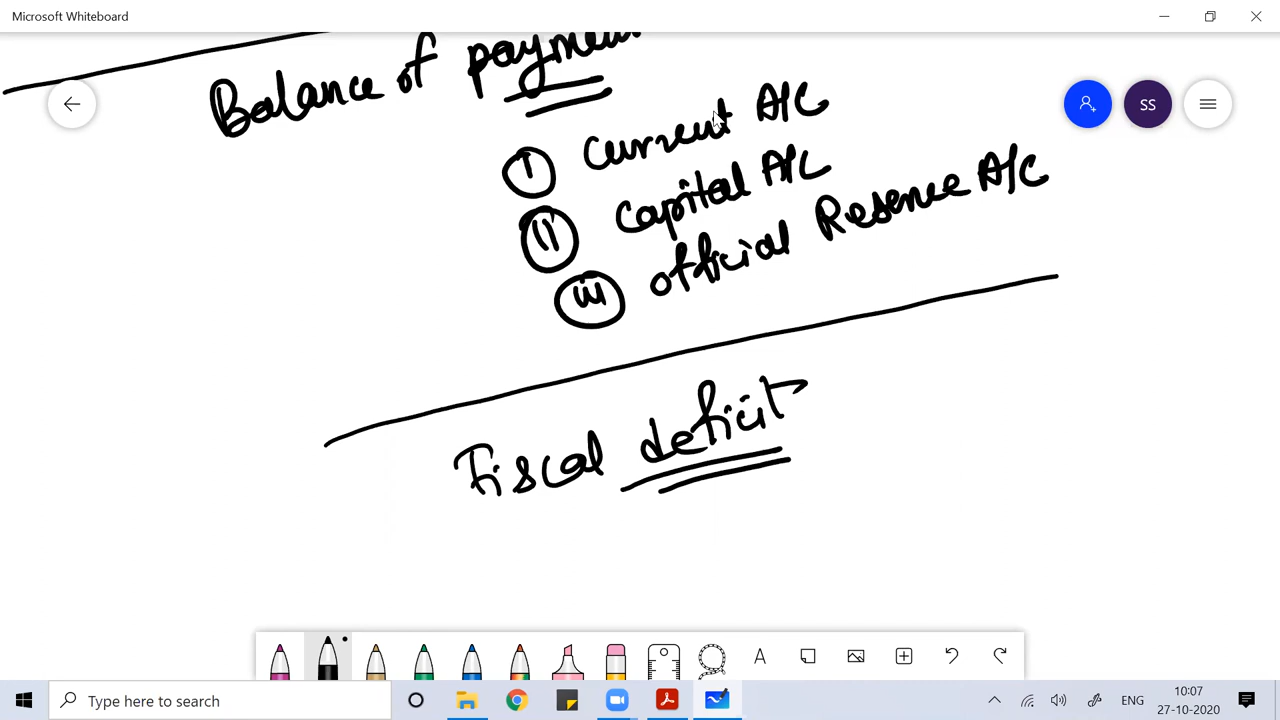 Microsoft Whiteboard
Balance of payment
SS
i Current A/C
ii Capital A/C
iii official Reserve A/C
Fiscal deficit
A
Type here to search
ENG
10:07
27-10-2020